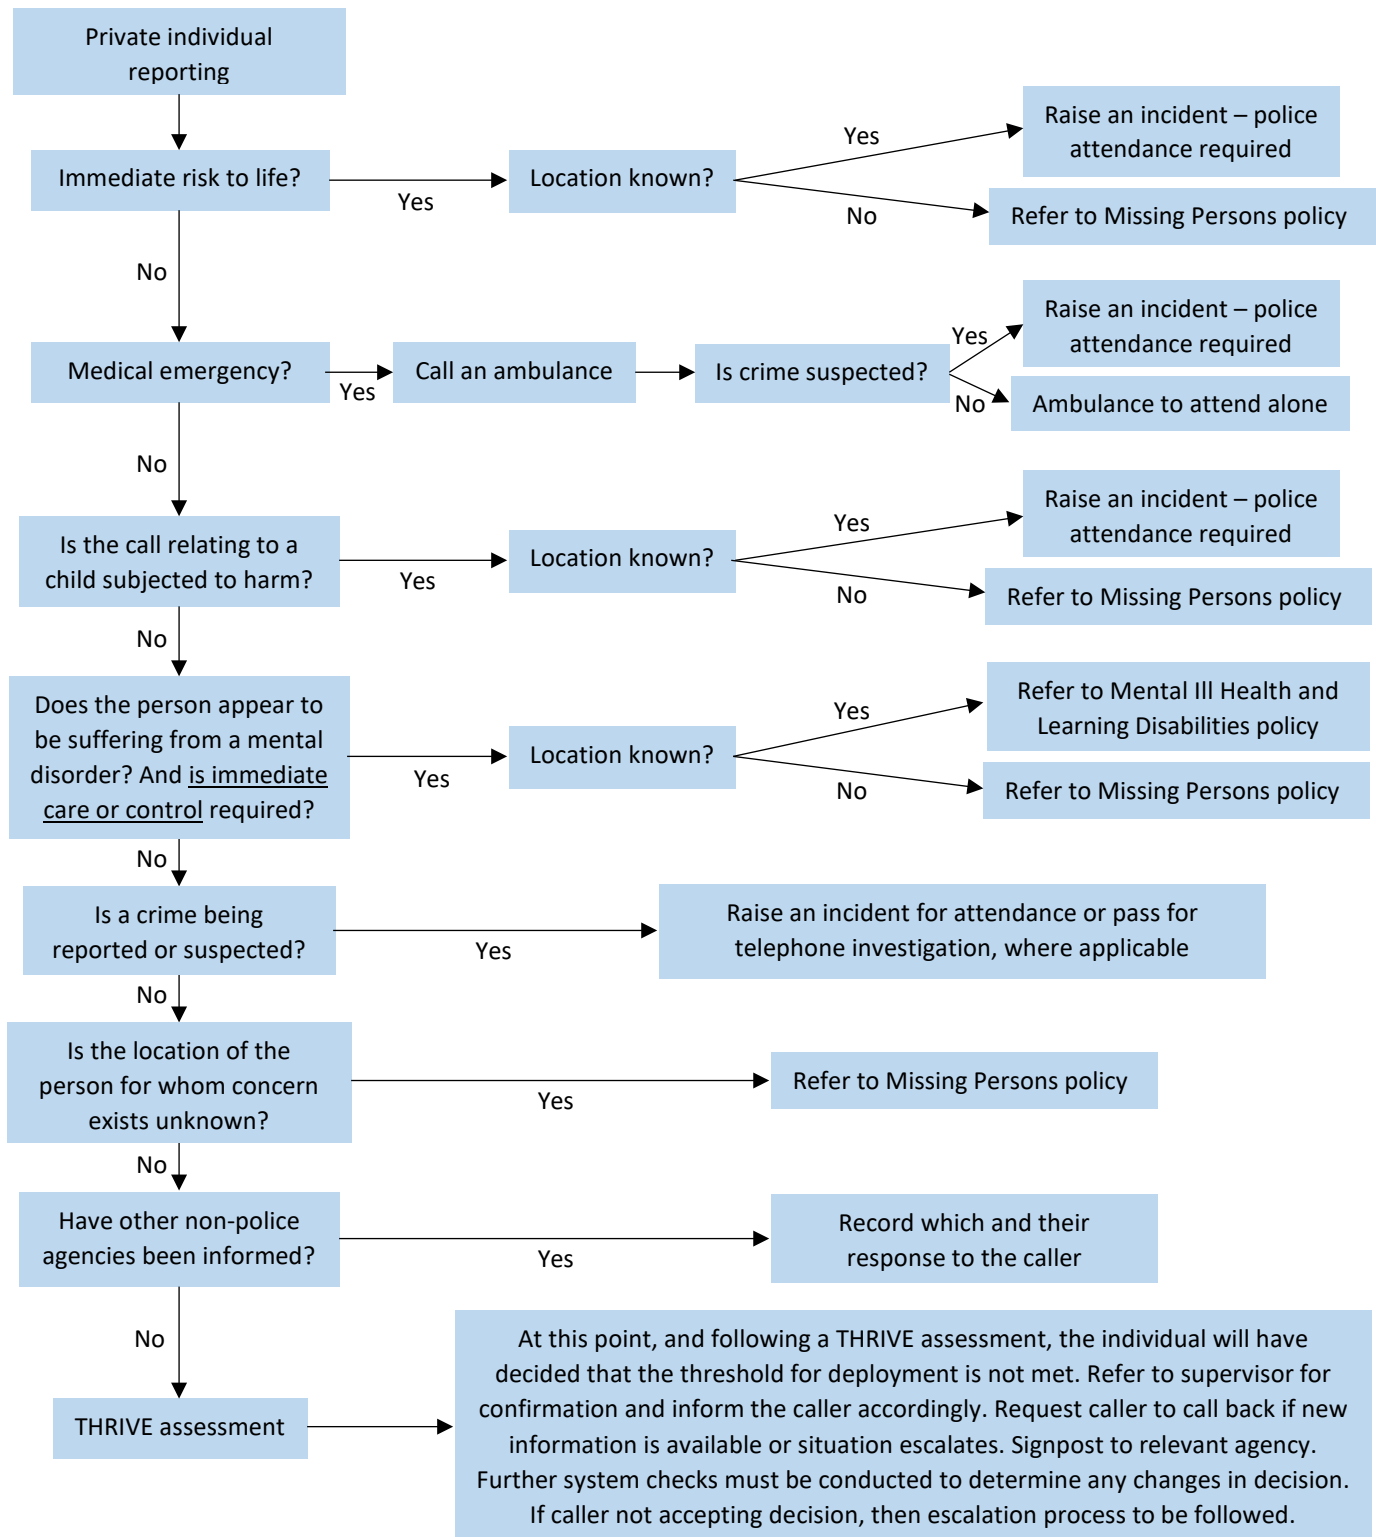 Private individual
reporting
Immediate risk to life?
Yes
Location known?
Yes
Raise an incident – police
attendance required
No
Refer to Missing Persons policy
No
Medical emergency?
Yes
Call an ambulance
Is crime suspected?
Yes
Raise an incident – police
attendance required
No
Ambulance to attend alone
No
Is the call relating to a
child subjected to harm?
Yes
Location known?
Yes
Raise an incident – police
attendance required
No
Refer to Missing Persons policy
No
Does the person appear to
be suffering from a mental
disorder? And is immediate
care or control required?
Yes
Location known?
Yes
Refer to Mental Ill Health and
Learning Disabilities policy
No
Refer to Missing Persons policy
No
Is a crime being
reported or suspected?
Yes
Raise an incident for attendance or pass for
telephone investigation, where applicable
No
Is the location of the
person for whom concern
exists unknown?
Yes
Refer to Missing Persons policy
No
Have other non-police
agencies been informed?
Yes
Record which and their
response to the caller
No
THRIVE assessment
At this point, and following a THRIVE assessment, the individual will have
decided that the threshold for deployment is not met. Refer to supervisor for
confirmation and inform the caller accordingly. Request caller to call back if new
information is available or situation escalates. Signpost to relevant agency.
Further system checks must be conducted to determine any changes in decision.
If caller not accepting decision, then escalation process to be followed.